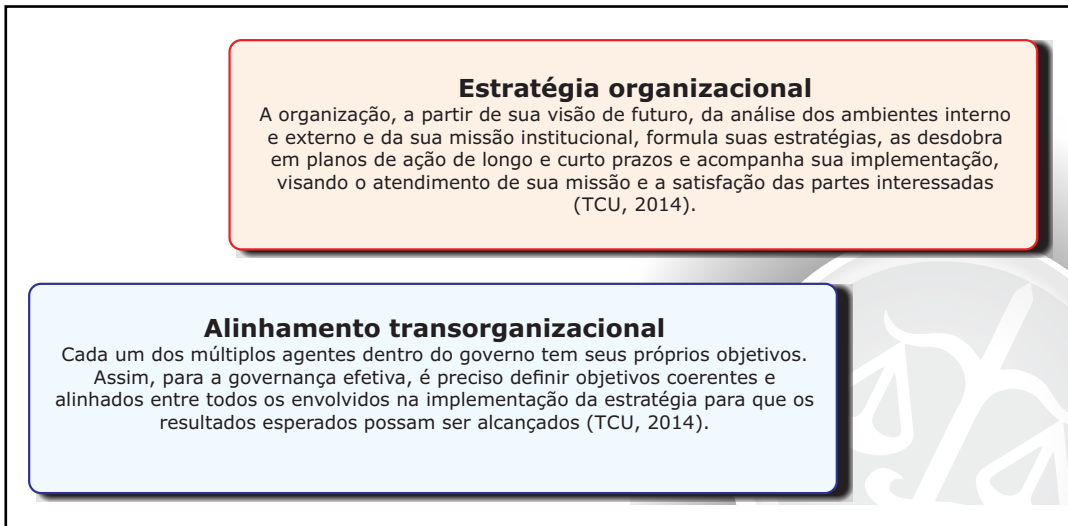 Estratégia organizacional
A organização, a partir de sua visão de futuro, da análise dos ambientes interno
e externo e da sua missão institucional, formula suas estratégias, as desdobra
em planos de ação de longo e curto prazos e acompanha sua implementação,
visando o atendimento de sua missão e a satisfação das partes interessadas
(TCU, 2014).
Alinhamento transorganizacional
Cada um dos múltiplos agentes dentro do governo tem seus próprios objetivos.
Assim, para a governança efetiva, é preciso definir objetivos coerentes e
alinhados entre todos os envolvidos na implementação da estratégia para que os
resultados esperados possam ser alcançados (TCU, 2014).